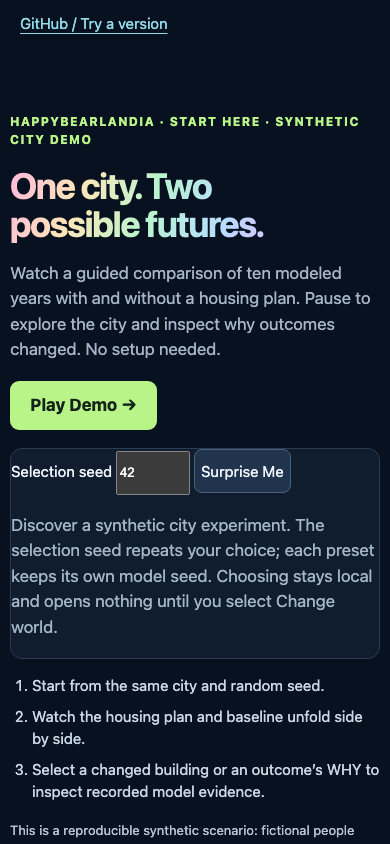 GitHub / Try a version
HAPPYBEARLANDIA · START HERE · SYNTHETIC
CITY DEMO
One city. Two
possible futures.
Watch a guided comparison of ten modeled
years with and without a housing plan. Pause to
explore the city and inspect why outcomes
changed. No setup needed.
Play Demo →
Selection seed 42 Surprise Me
Discover a synthetic city experiment. The
selection seed repeats your choice; each preset
keeps its own model seed. Choosing stays local
and opens nothing until you select Change
world.
1. Start from the same city and random seed.
2. Watch the housing plan and baseline unfold side
by side.
3. Select a changed building or an outcome’s WHY to
inspect recorded model evidence.
This is a reproducible synthetic scenario: fictional people